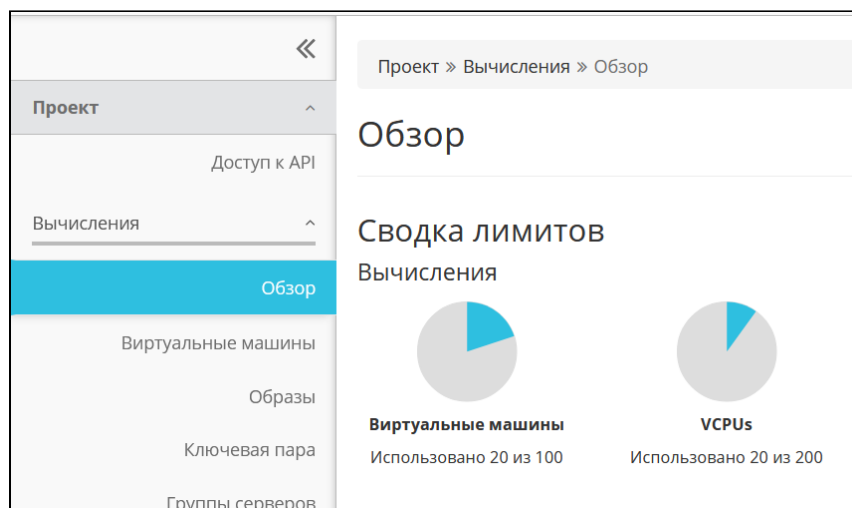 Проект
Доступ к API
Вычисления
Обзор
Виртуальные машины
Образы
Ключевая пара
Группы серверов
Проект » Вычисления » Обзор
Обзор
Сводка лимитов
Вычисления
Виртуальные машины
Использовано 20 из 100
VCPUs
Использовано 20 из 200